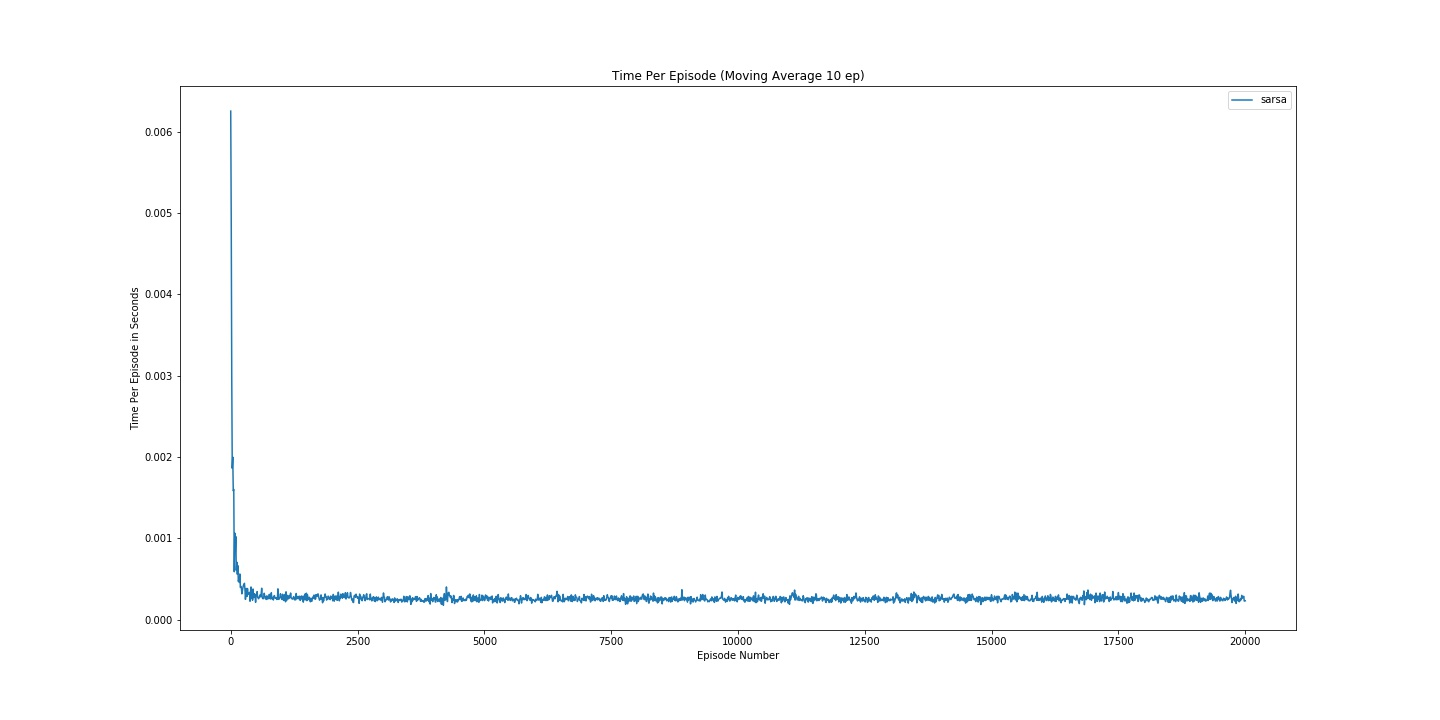 Time Per Episode (Moving Average 10 ep)
sarsa
0.006
0.005
0.004
0.003
0.002
0.001
0.000
Time Per Episode in Seconds
0 2500 5000 7500 10000 12500 15000 17500 20000
Episode Number